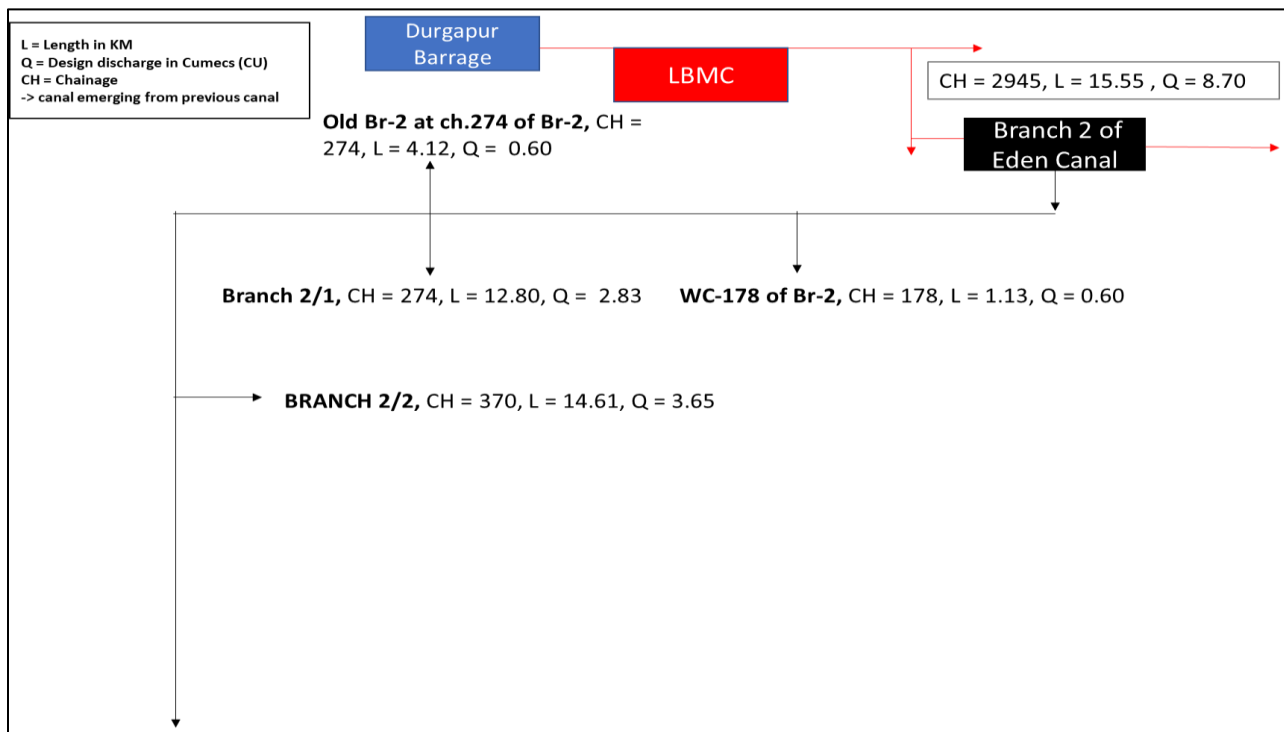 L = Length in KM
Q = Design discharge in Cumecs (CU)
CH = Chainage
-> canal emerging from previous canal
Durgapur
Barrage
LBMC
CH = 2945, L = 15.55 , Q = 8.70
Old Br-2 at ch.274 of Br-2, CH =
274, L = 4.12, Q = 0.60
Branch 2 of
Eden Canal
Branch 2/1, CH = 274, L = 12.80, Q = 2.83
WC-178 of Br-2, CH = 178, L = 1.13, Q = 0.60
BRANCH 2/2, CH = 370, L = 14.61, Q = 3.65